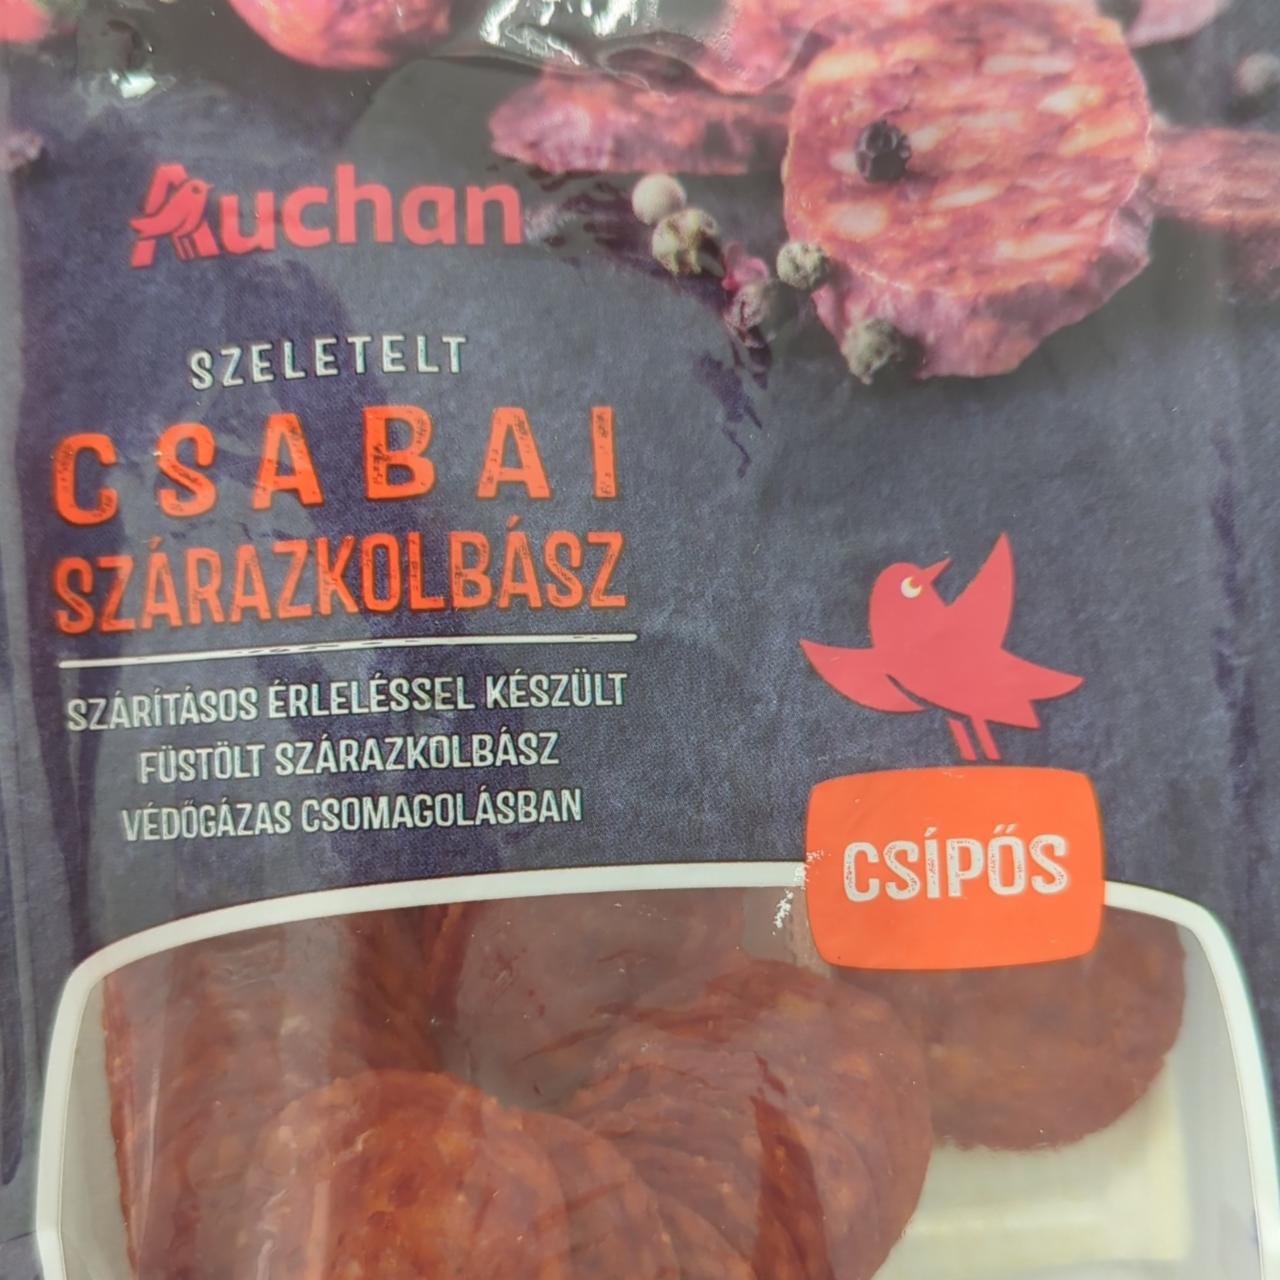 Auchan
SZELETELT
CSABAI
SZÁRAZKOLBÁSZ
SZÁRÍTÁSOS ÉRLELÉSSEL KÉSZÜLT
FÜSTÖLT SZÁRAZKOLBÁSZ
VÉDŐGÁZAS CSOMAGOLÁSBAN
CSÍPŐS